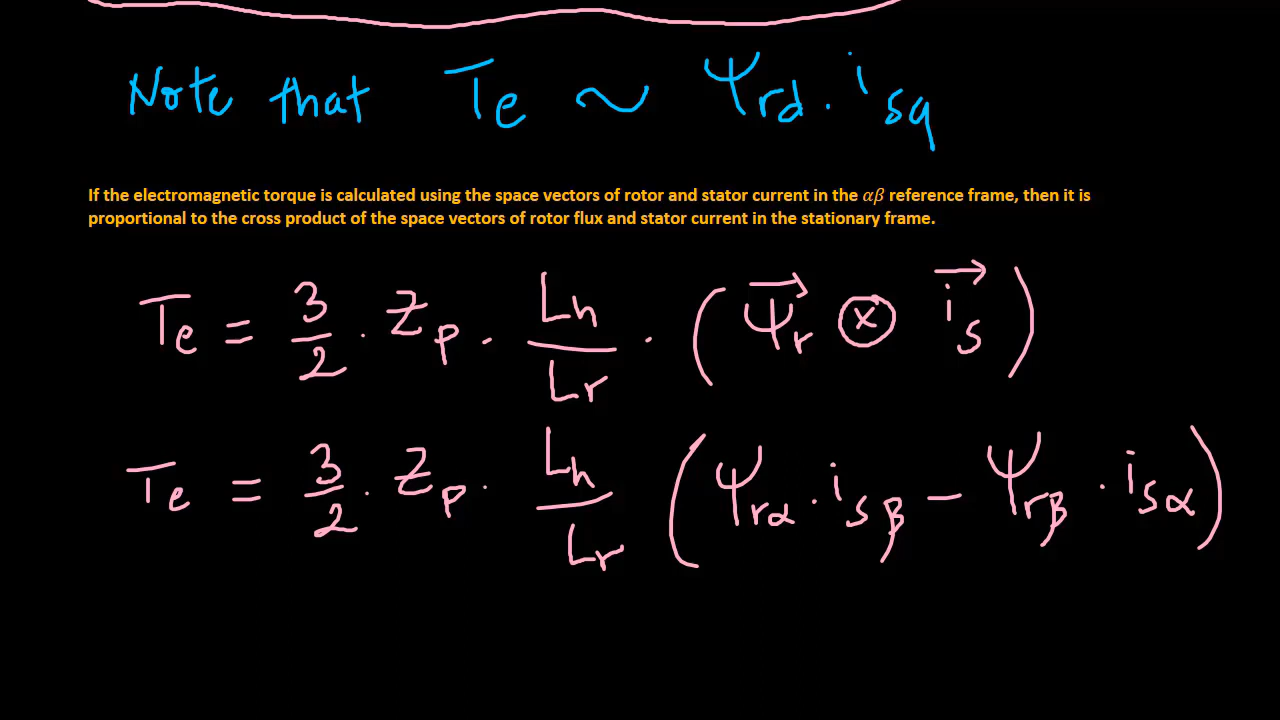 Note that Te ~ Ψrd · isq
If the electromagnetic torque is calculated using the space vectors of rotor and stator current in the αβ reference frame, then it is
proportional to the cross product of the space vectors of rotor flux and stator current in the stationary frame.
Te = 3/2 · Zp · Lh/Lr · (Ψ⃗r ⊗ i⃗s)
Te = 3/2 · Zp · Lh/Lr (Ψrα · isβ − Ψrβ · isα)